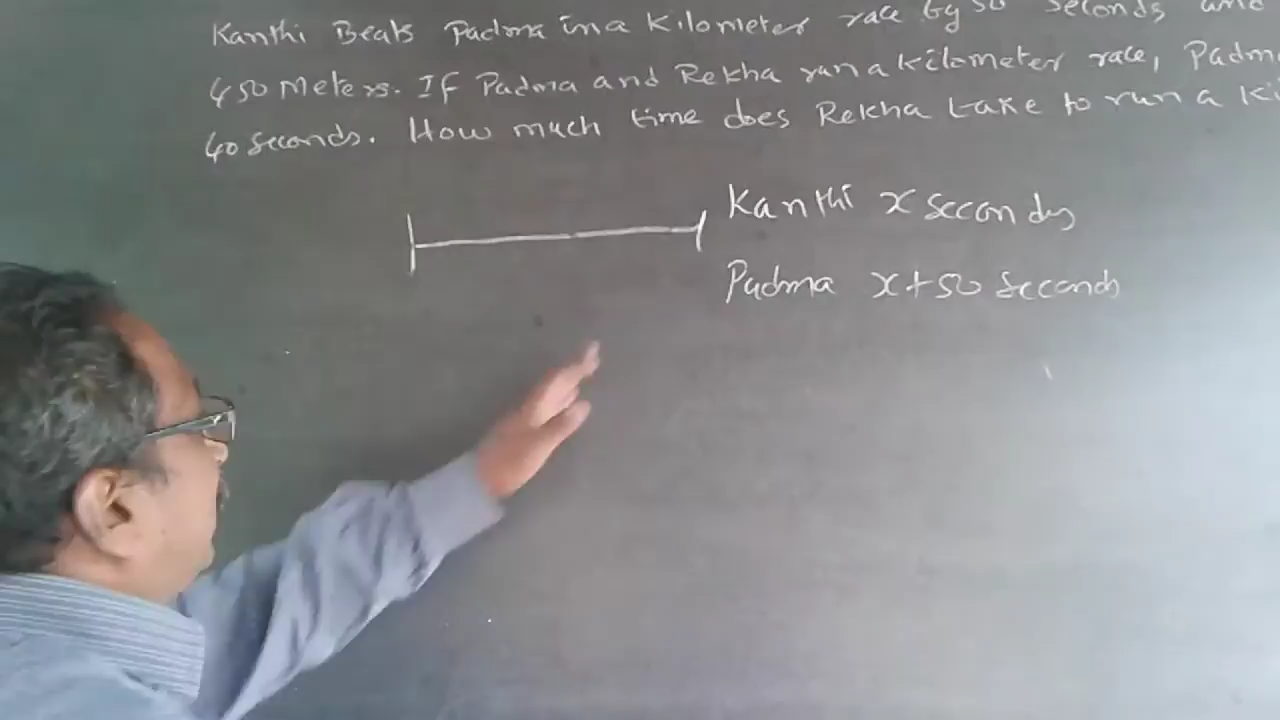 Kanthi Beats Padma in a Kilometer race by 50 seconds and
450 Meters. If Padma and Rekha run a kilometer race, Padma
40 seconds. How much time does Rekha take to run a Ki
Kanthi x seconds
Padma x+50 seconds